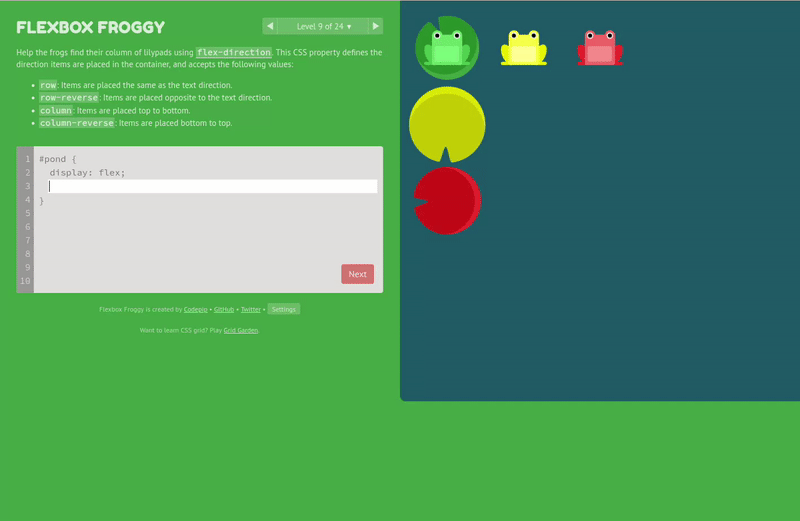 FLEXBOX FROGGY
◀ Level 9 of 24 ▼ ▶
Help the frogs find their column of lilypads using flex-direction. This CSS property defines the
direction items are placed in the container, and accepts the following values:
• row: Items are placed the same as the text direction.
• row-reverse: Items are placed opposite to the text direction.
• column: Items are placed top to bottom.
• column-reverse: Items are placed bottom to top.
1 #pond {
2 display: flex;
3
4 }
5
6
7
8
9
10
Next
Flexbox Froggy is created by Codepip • GitHub • Twitter • Settings
Want to learn CSS grid? Play Grid Garden.